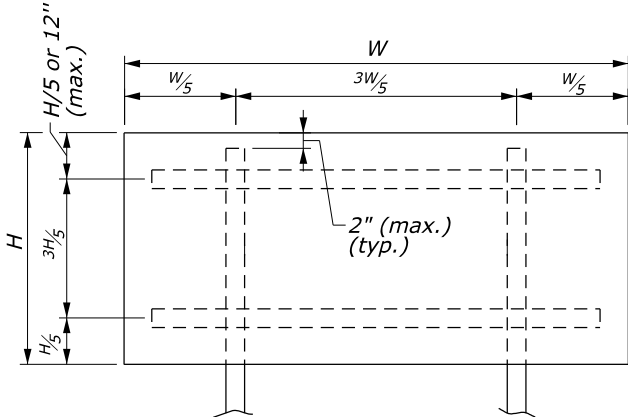 W
W/5
3W/5
W/5
H/5 or 12"
(max.)
H
3H/5
H/5
2" (max.)
(typ.)